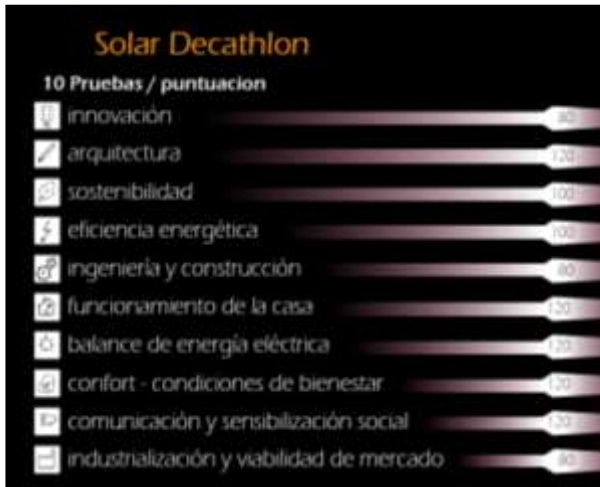 Solar Decathlon
10 Pruebas / puntuacion
innovación 80
arquitectura 120
sostenibilidad 100
eficiencia energética 100
ingeniería y construcción 80
funcionamiento de la casa 120
balance de energía eléctrica 120
confort - condiciones de bienestar 120
comunicación y sensibilización social 120
industrialización y viabilidad de mercado 80